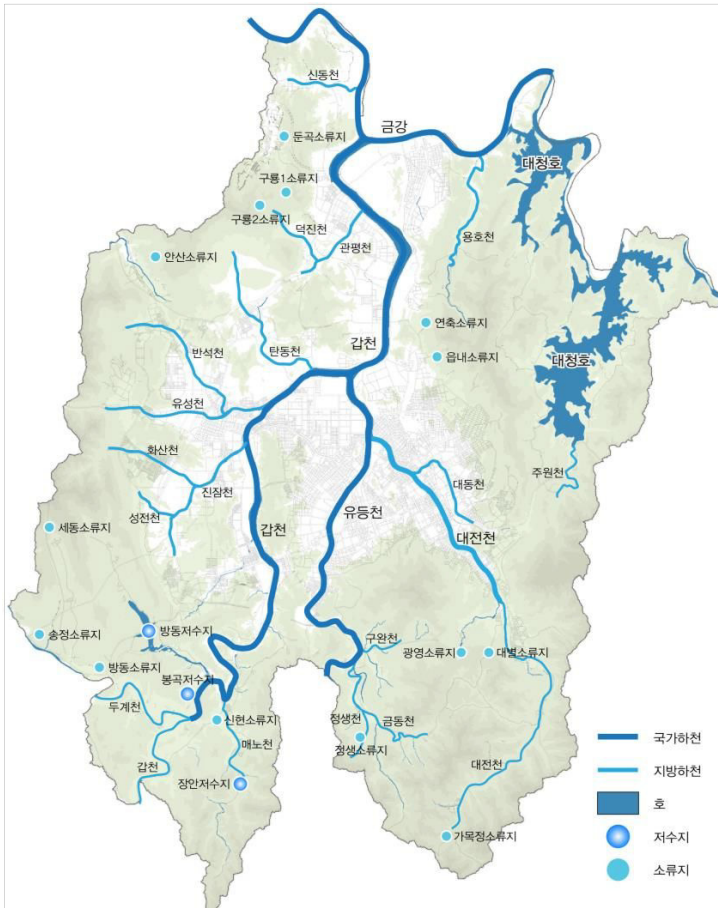 신동천
금강
둔곡소류지
대청호
구룡1소류지
구룡2소류지
덕진천
관평천
용호천
안산소류지
연축소류지
갑천
반석천
탄동천
읍내소류지
대청호
유성천
화산천
주원천
대동천
진잠천
성전천
유등천
갑천
세동소류지
대전천
송정소류지
방동저수지
구완천
광영소류지
대별소류지
방동소류지
봉곡저수지
두계천
신현소류지
정생천
금동천
매노천
정생소류지
갑천
대전천
장안저수지
가목정소류지
국가하천
지방하천
호
저수지
소류지